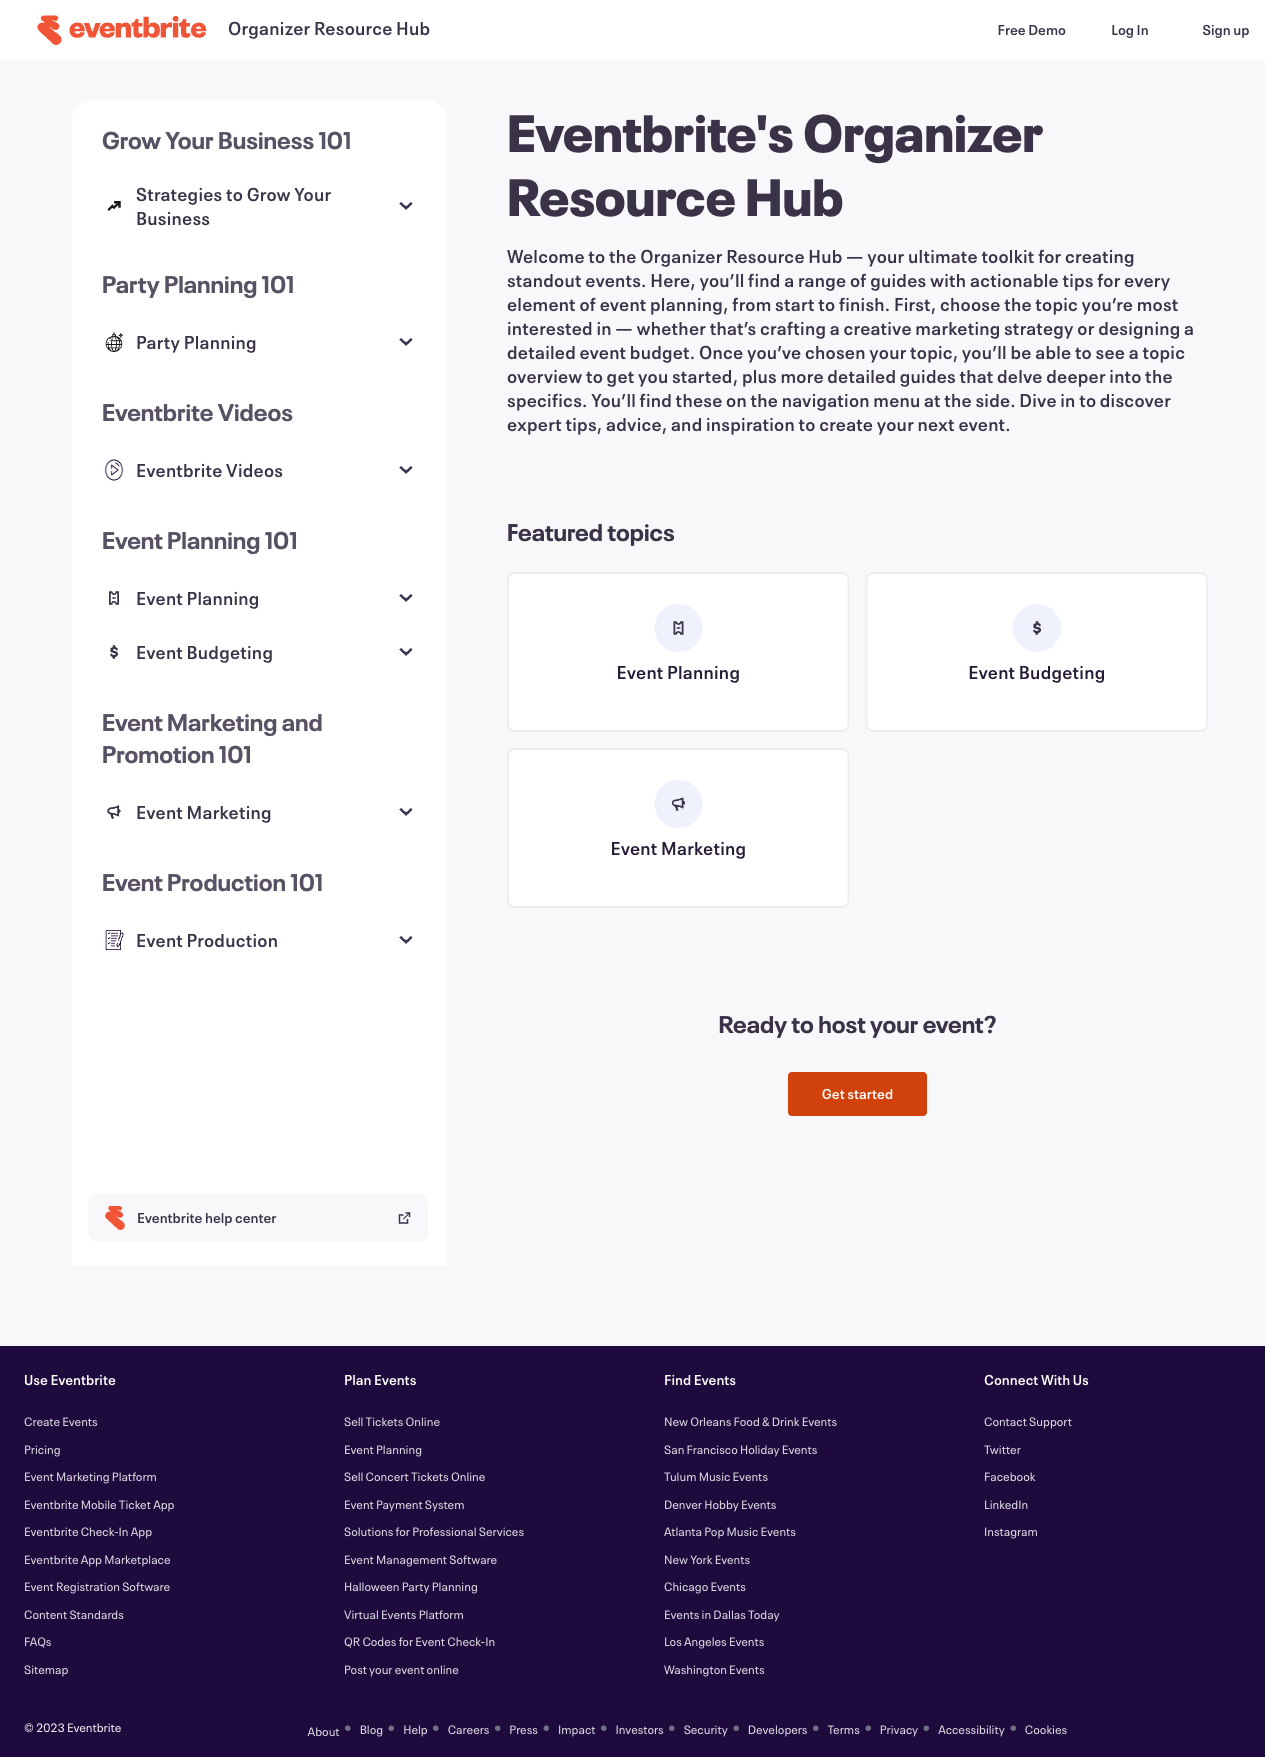 eventbrite Organizer Resource Hub Free Demo Log In Sign up
Grow Your Business 101
Strategies to Grow Your
Business
Party Planning 101
Party Planning
Eventbrite Videos
Eventbrite Videos
Event Planning 101
Event Planning
Event Budgeting
Event Marketing and
Promotion 101
Event Marketing
Event Production 101
Event Production
Eventbrite help center
Eventbrite's Organizer
Resource Hub
Welcome to the Organizer Resource Hub — your ultimate toolkit for creating
standout events. Here, you’ll find a range of guides with actionable tips for every
element of event planning, from start to finish. First, choose the topic you’re most
interested in — whether that’s crafting a creative marketing strategy or designing a
detailed event budget. Once you’ve chosen your topic, you’ll be able to see a topic
overview to get you started, plus more detailed guides that delve deeper into the
specifics. You’ll find these on the navigation menu at the side. Dive in to discover
expert tips, advice, and inspiration to create your next event.
Featured topics
Event Planning
Event Budgeting
Event Marketing
Ready to host your event?
Get started
Use Eventbrite
Create Events
Pricing
Event Marketing Platform
Eventbrite Mobile Ticket App
Eventbrite Check-In App
Eventbrite App Marketplace
Event Registration Software
Content Standards
FAQs
Sitemap
Plan Events
Sell Tickets Online
Event Planning
Sell Concert Tickets Online
Event Payment System
Solutions for Professional Services
Event Management Software
Halloween Party Planning
Virtual Events Platform
QR Codes for Event Check-In
Post your event online
Find Events
New Orleans Food & Drink Events
San Francisco Holiday Events
Tulum Music Events
Denver Hobby Events
Atlanta Pop Music Events
New York Events
Chicago Events
Events in Dallas Today
Los Angeles Events
Washington Events
Connect With Us
Contact Support
Twitter
Facebook
LinkedIn
Instagram
© 2023 Eventbrite
About • Blog • Help • Careers • Press • Impact • Investors • Security • Developers • Terms • Privacy • Accessibility • Cookies